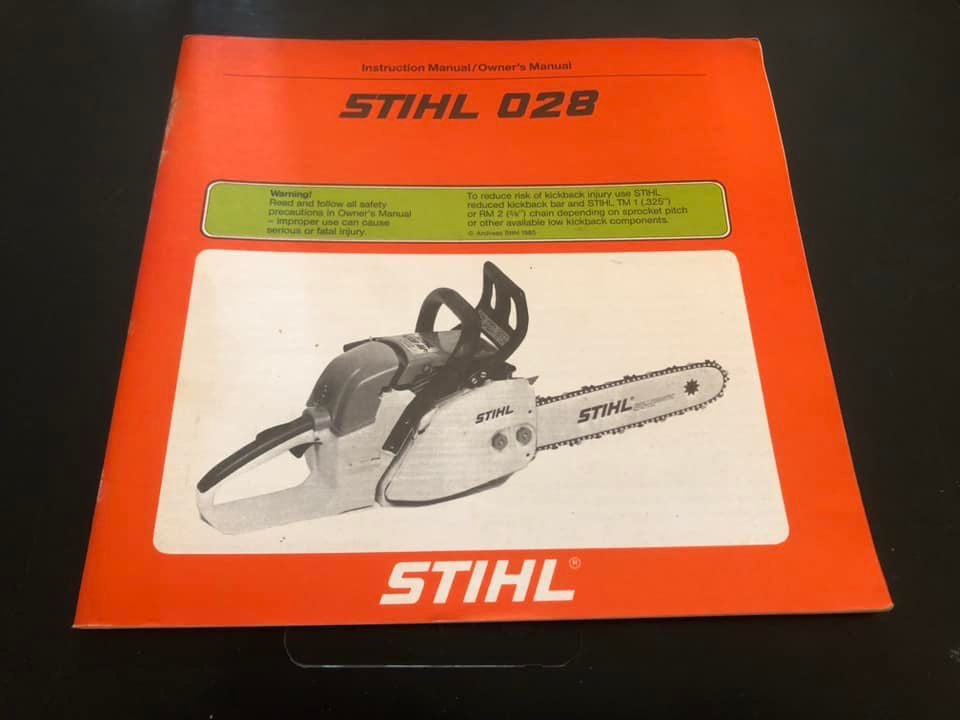 Instruction Manual/Owner's Manual
STIHL 028
Warning!
Read and follow all safety
precautions in Owner's Manual
– improper use can cause
serious or fatal injury.
To reduce risk of kickback injury use STIHL
reduced kickback bar and STIHL TM 1 (.325")
or RM 2 (3/8") chain depending on sprocket pitch
or other available low kickback components.
© Andreas Stihl 1985
STIHL
STIHL
STIHL®